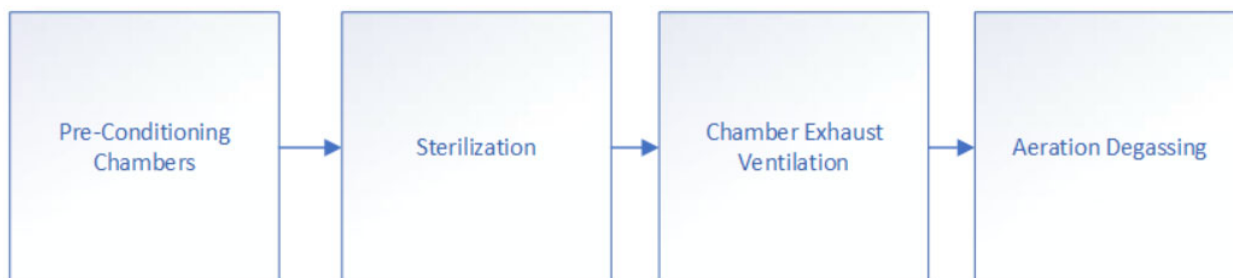 Pre-Conditioning
Chambers
Sterilization
Chamber Exhaust
Ventilation
Aeration Degassing